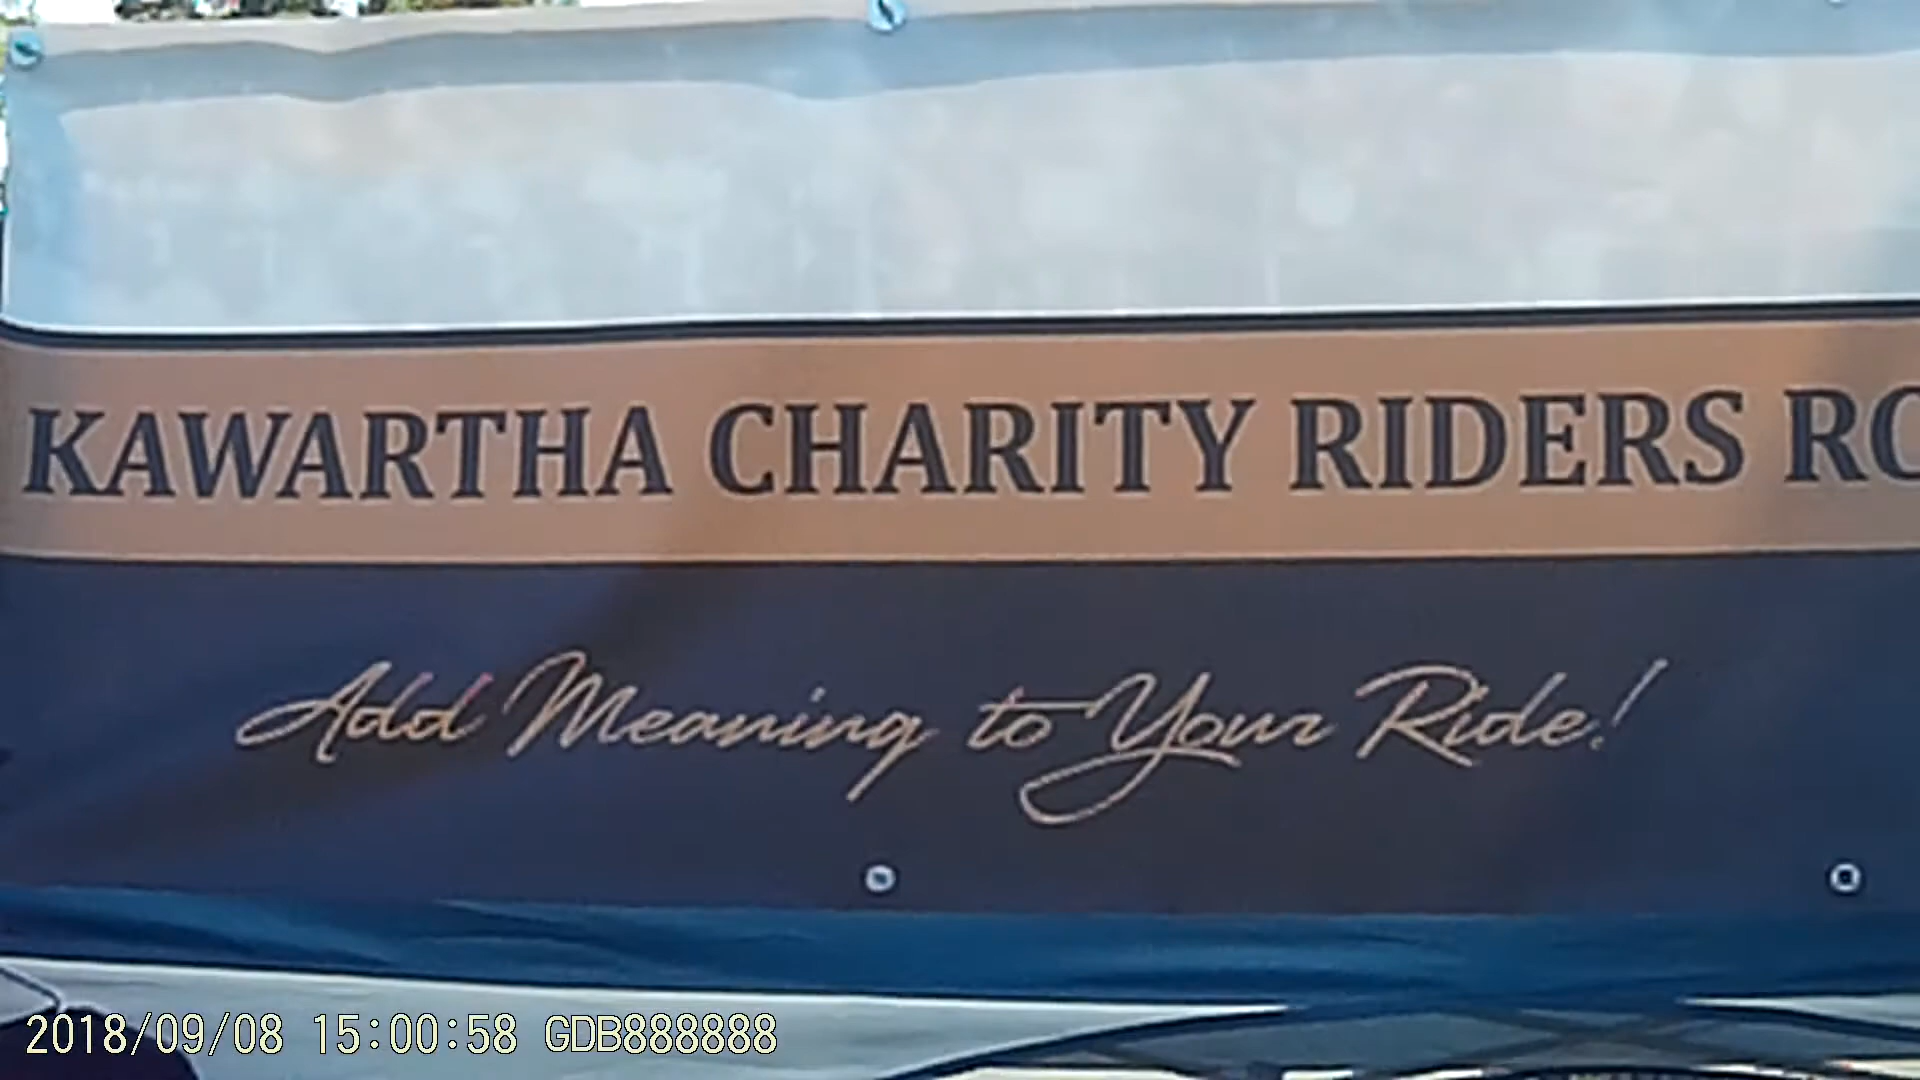 KAWARTHA CHARITY RIDERS RO
Add Meaning to Your Ride!
2018/09/08 15:00:58 GDB888888